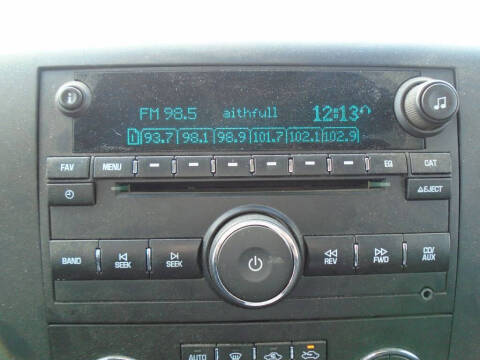 FM 98.5 aithfull 12:13
1 93.7 98.1 98.9 101.7 102.1 102.9
FAV MENU EQ CAT
EJECT
BAND SEEK SEEK REV FWD CD/AUX
AUTO